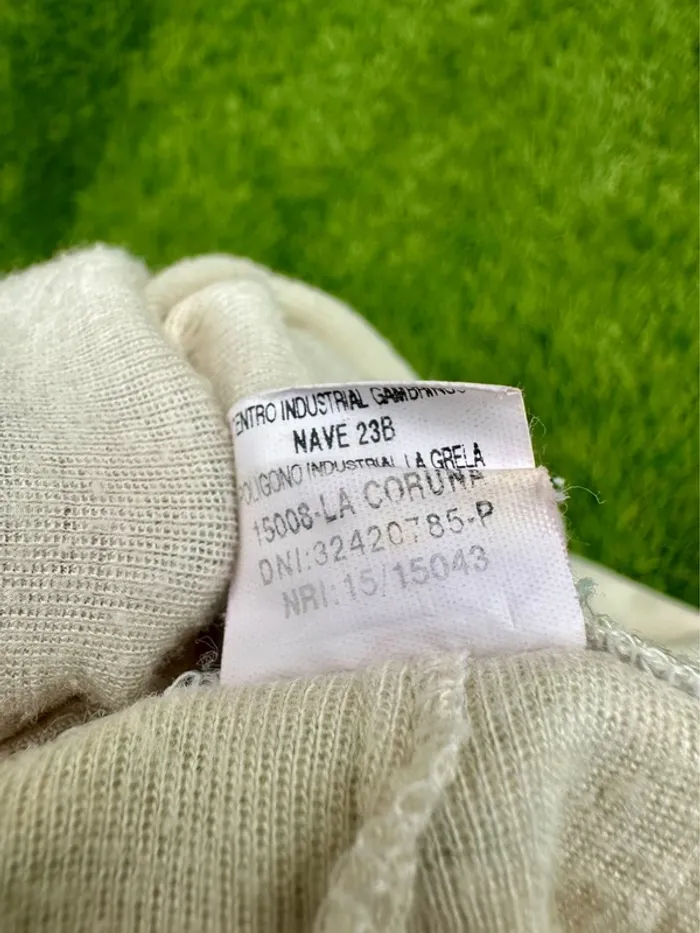 ENTRO INDUSTRIAL GAMBRINUS
NAVE 23B
POLIGONO INDUSTRIAL LA GRELA
15008-LA CORUÑA
DNI:32420785-P
NRI:15/15043